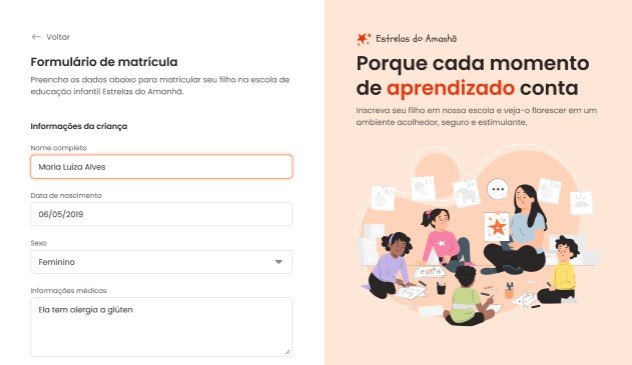 Voltar
Formulário de matrícula
Preencha os dados abaixo para matricular seu filho na escola de
educação infantil Estrelas do Amanhã.
Informações da criança
Nome completo
Maria Luiza Alves
Data de nascimento
06/05/2019
Sexo
Feminino
Informações médicas
Ela tem alergia a glúten
Estrelas do Amanhã
Porque cada momento
de aprendizado conta
Inscreva seu filho em nossa escola e veja-o florescer em um
ambiente acolhedor, seguro e estimulante.